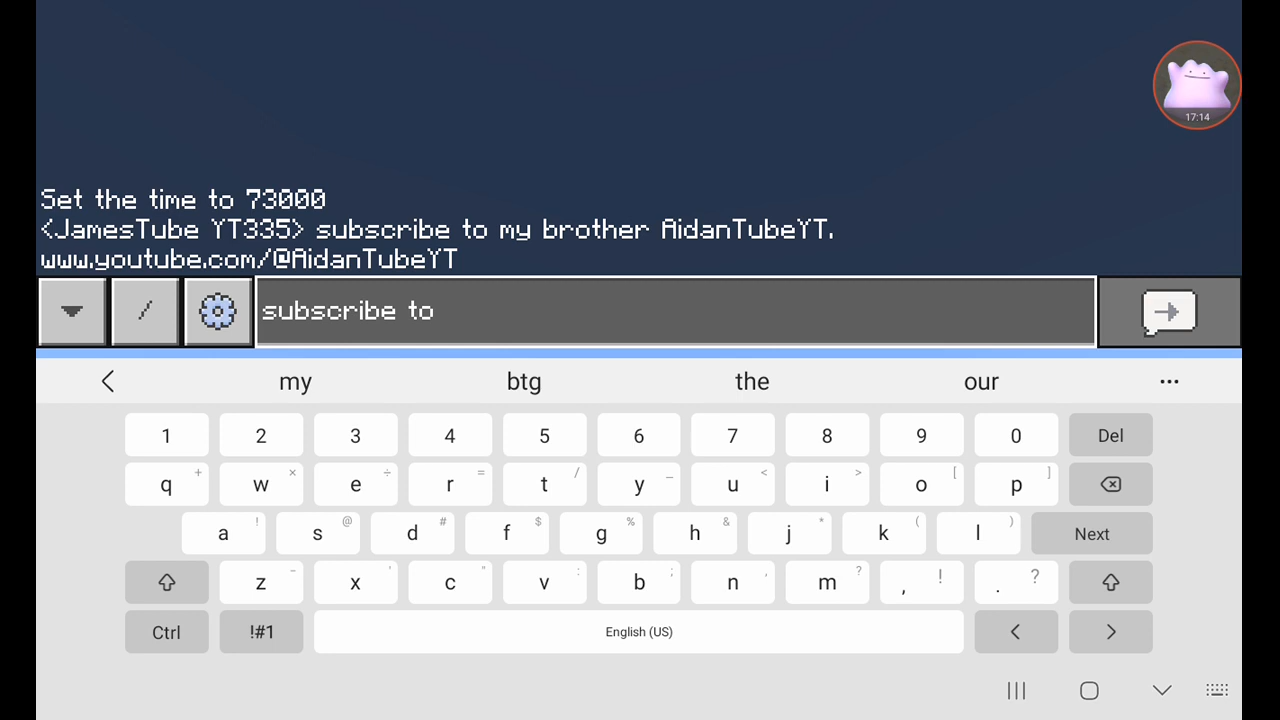 17:14
Set the time to 73000
<JamesTube YT335> subscribe to my brother AidanTubeYT.
www.youtube.com/@AidanTubeYT
/ subscribe to
my btg the our ...
1 2 3 4 5 6 7 8 9 0 Del
q + w × e ÷ r = t / y _ u < i > o [ p ]
a ! s @ d # f $ g % h & j * k ( l ) Next
z - x ' c " v : b ; n , m ? , ! . ?
Ctrl !#1 English (US) < >